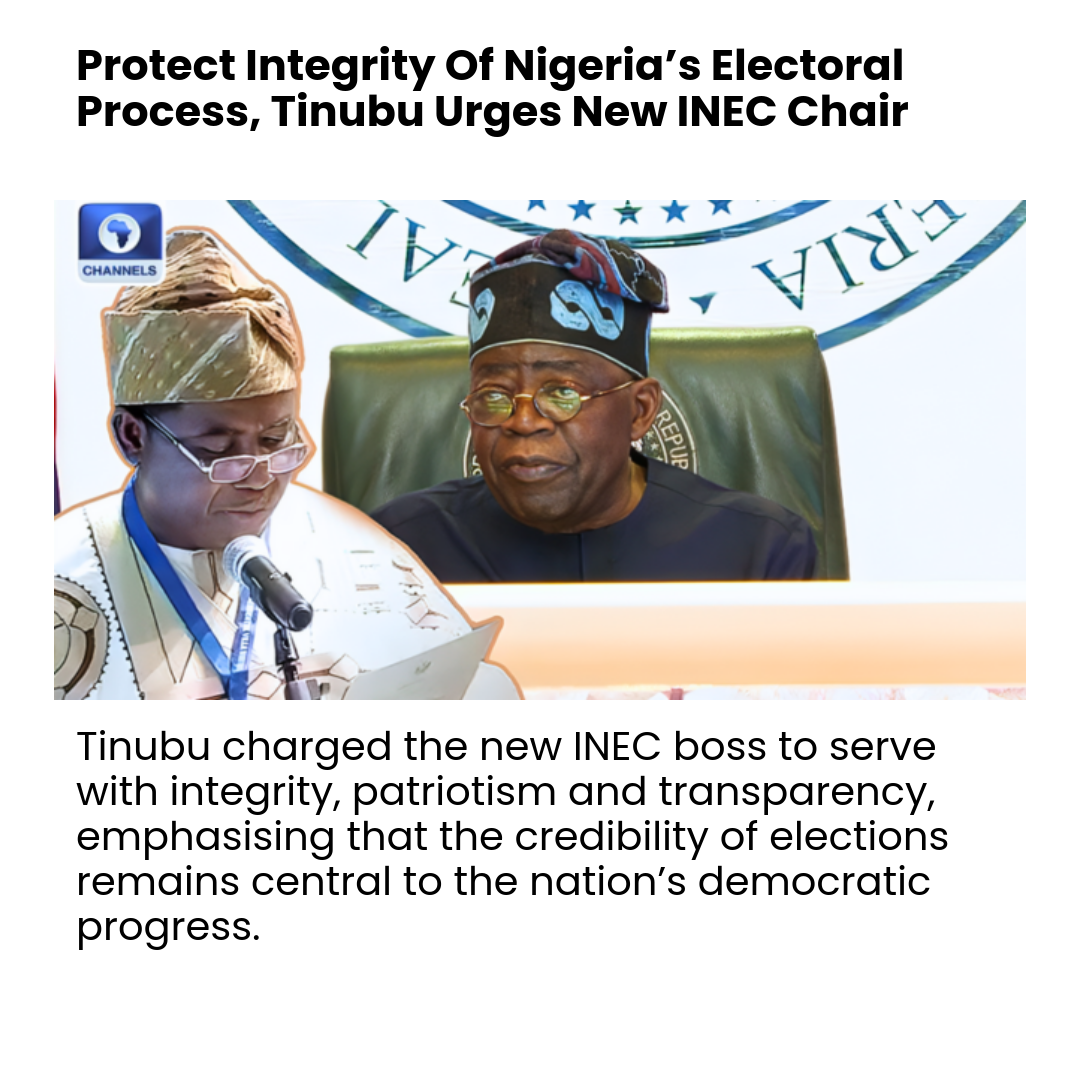 Protect Integrity Of Nigeria’s Electoral
Process, Tinubu Urges New INEC Chair
CHANNELS
ERIA
REPUP
Tinubu charged the new INEC boss to serve
with integrity, patriotism and transparency,
emphasising that the credibility of elections
remains central to the nation’s democratic
progress.